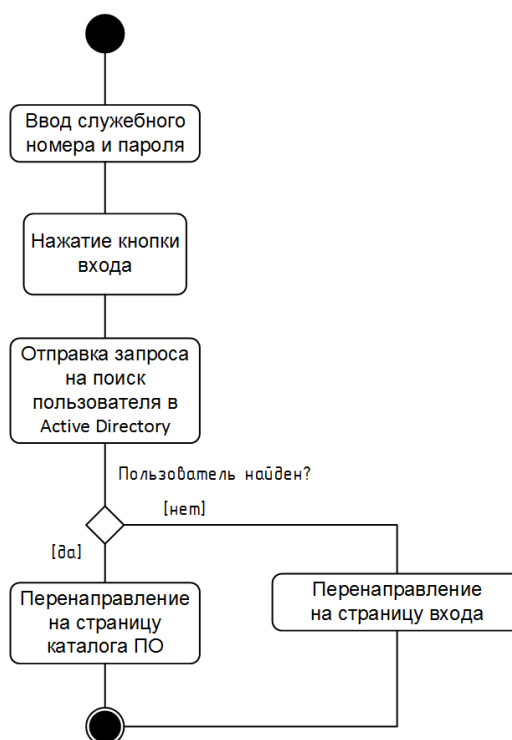 Ввод служебного
номера и пароля
Нажатие кнопки
входа
Отправка запроса
на поиск
пользователя в
Active Directory
Пользователь найден?
[нет]
[да]
Перенаправление
на страницу
каталога ПО
Перенаправление
на страницу входа